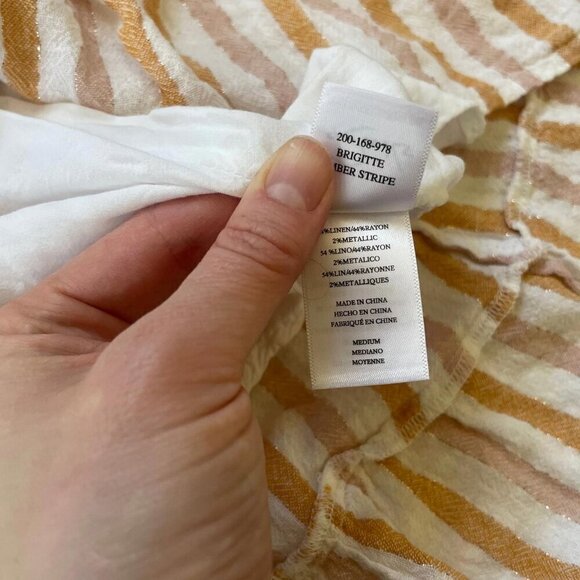 200-168-978
BRIGITTE
MBER STRIPE
%LINEN/44%RAYON
2%METALLIC
54 %LINO/44%RAYON
2%METALICO
54%LIN/44%RAYONNE
2%METALLIQUES
MADE IN CHINA
HECHO EN CHINA
FABRIQUÉ EN CHINE
MEDIUM
MEDIANO
MOYENNE